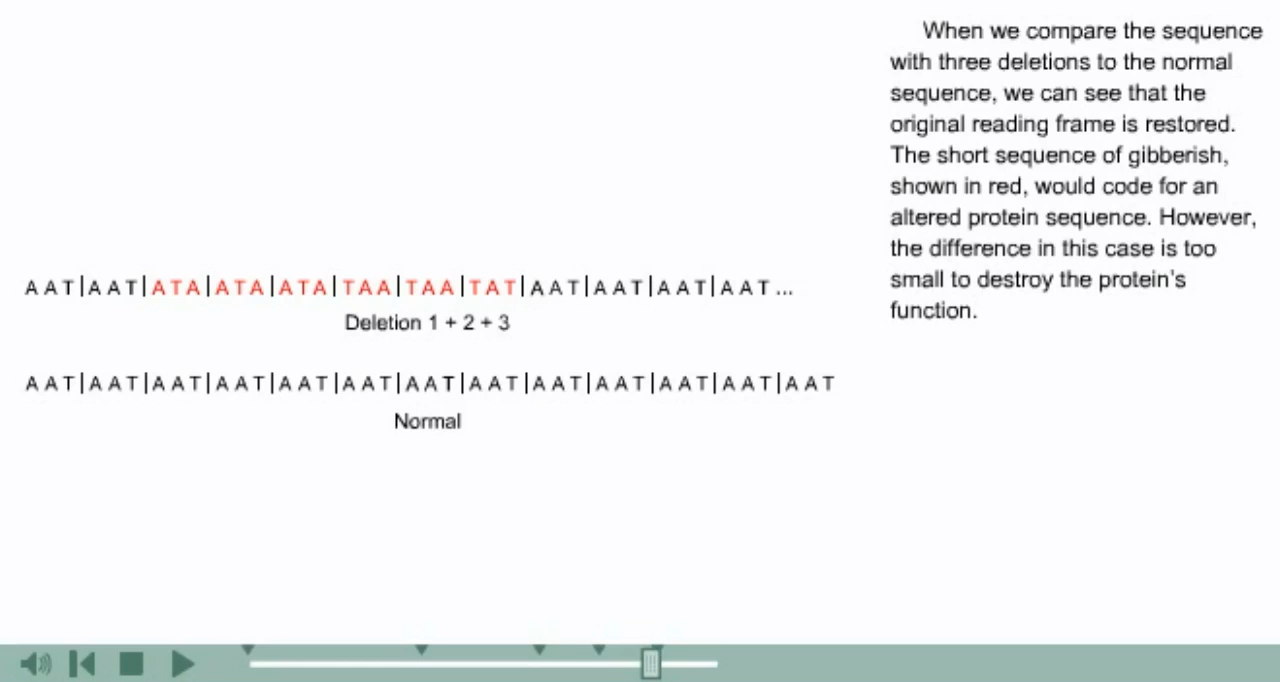 When we compare the sequence
with three deletions to the normal
sequence, we can see that the
original reading frame is restored.
The short sequence of gibberish,
shown in red, would code for an
altered protein sequence. However,
the difference in this case is too
small to destroy the protein's
function.
A A T|A A T|A T A|A T A|A T A|T A A|T A A|T A T|A A T|A A T|A A T|A A T ...
Deletion 1 + 2 + 3
A A T|A A T|A A T|A A T|A A T|A A T|A A T|A A T|A A T|A A T|A A T|A A T|A A T
Normal